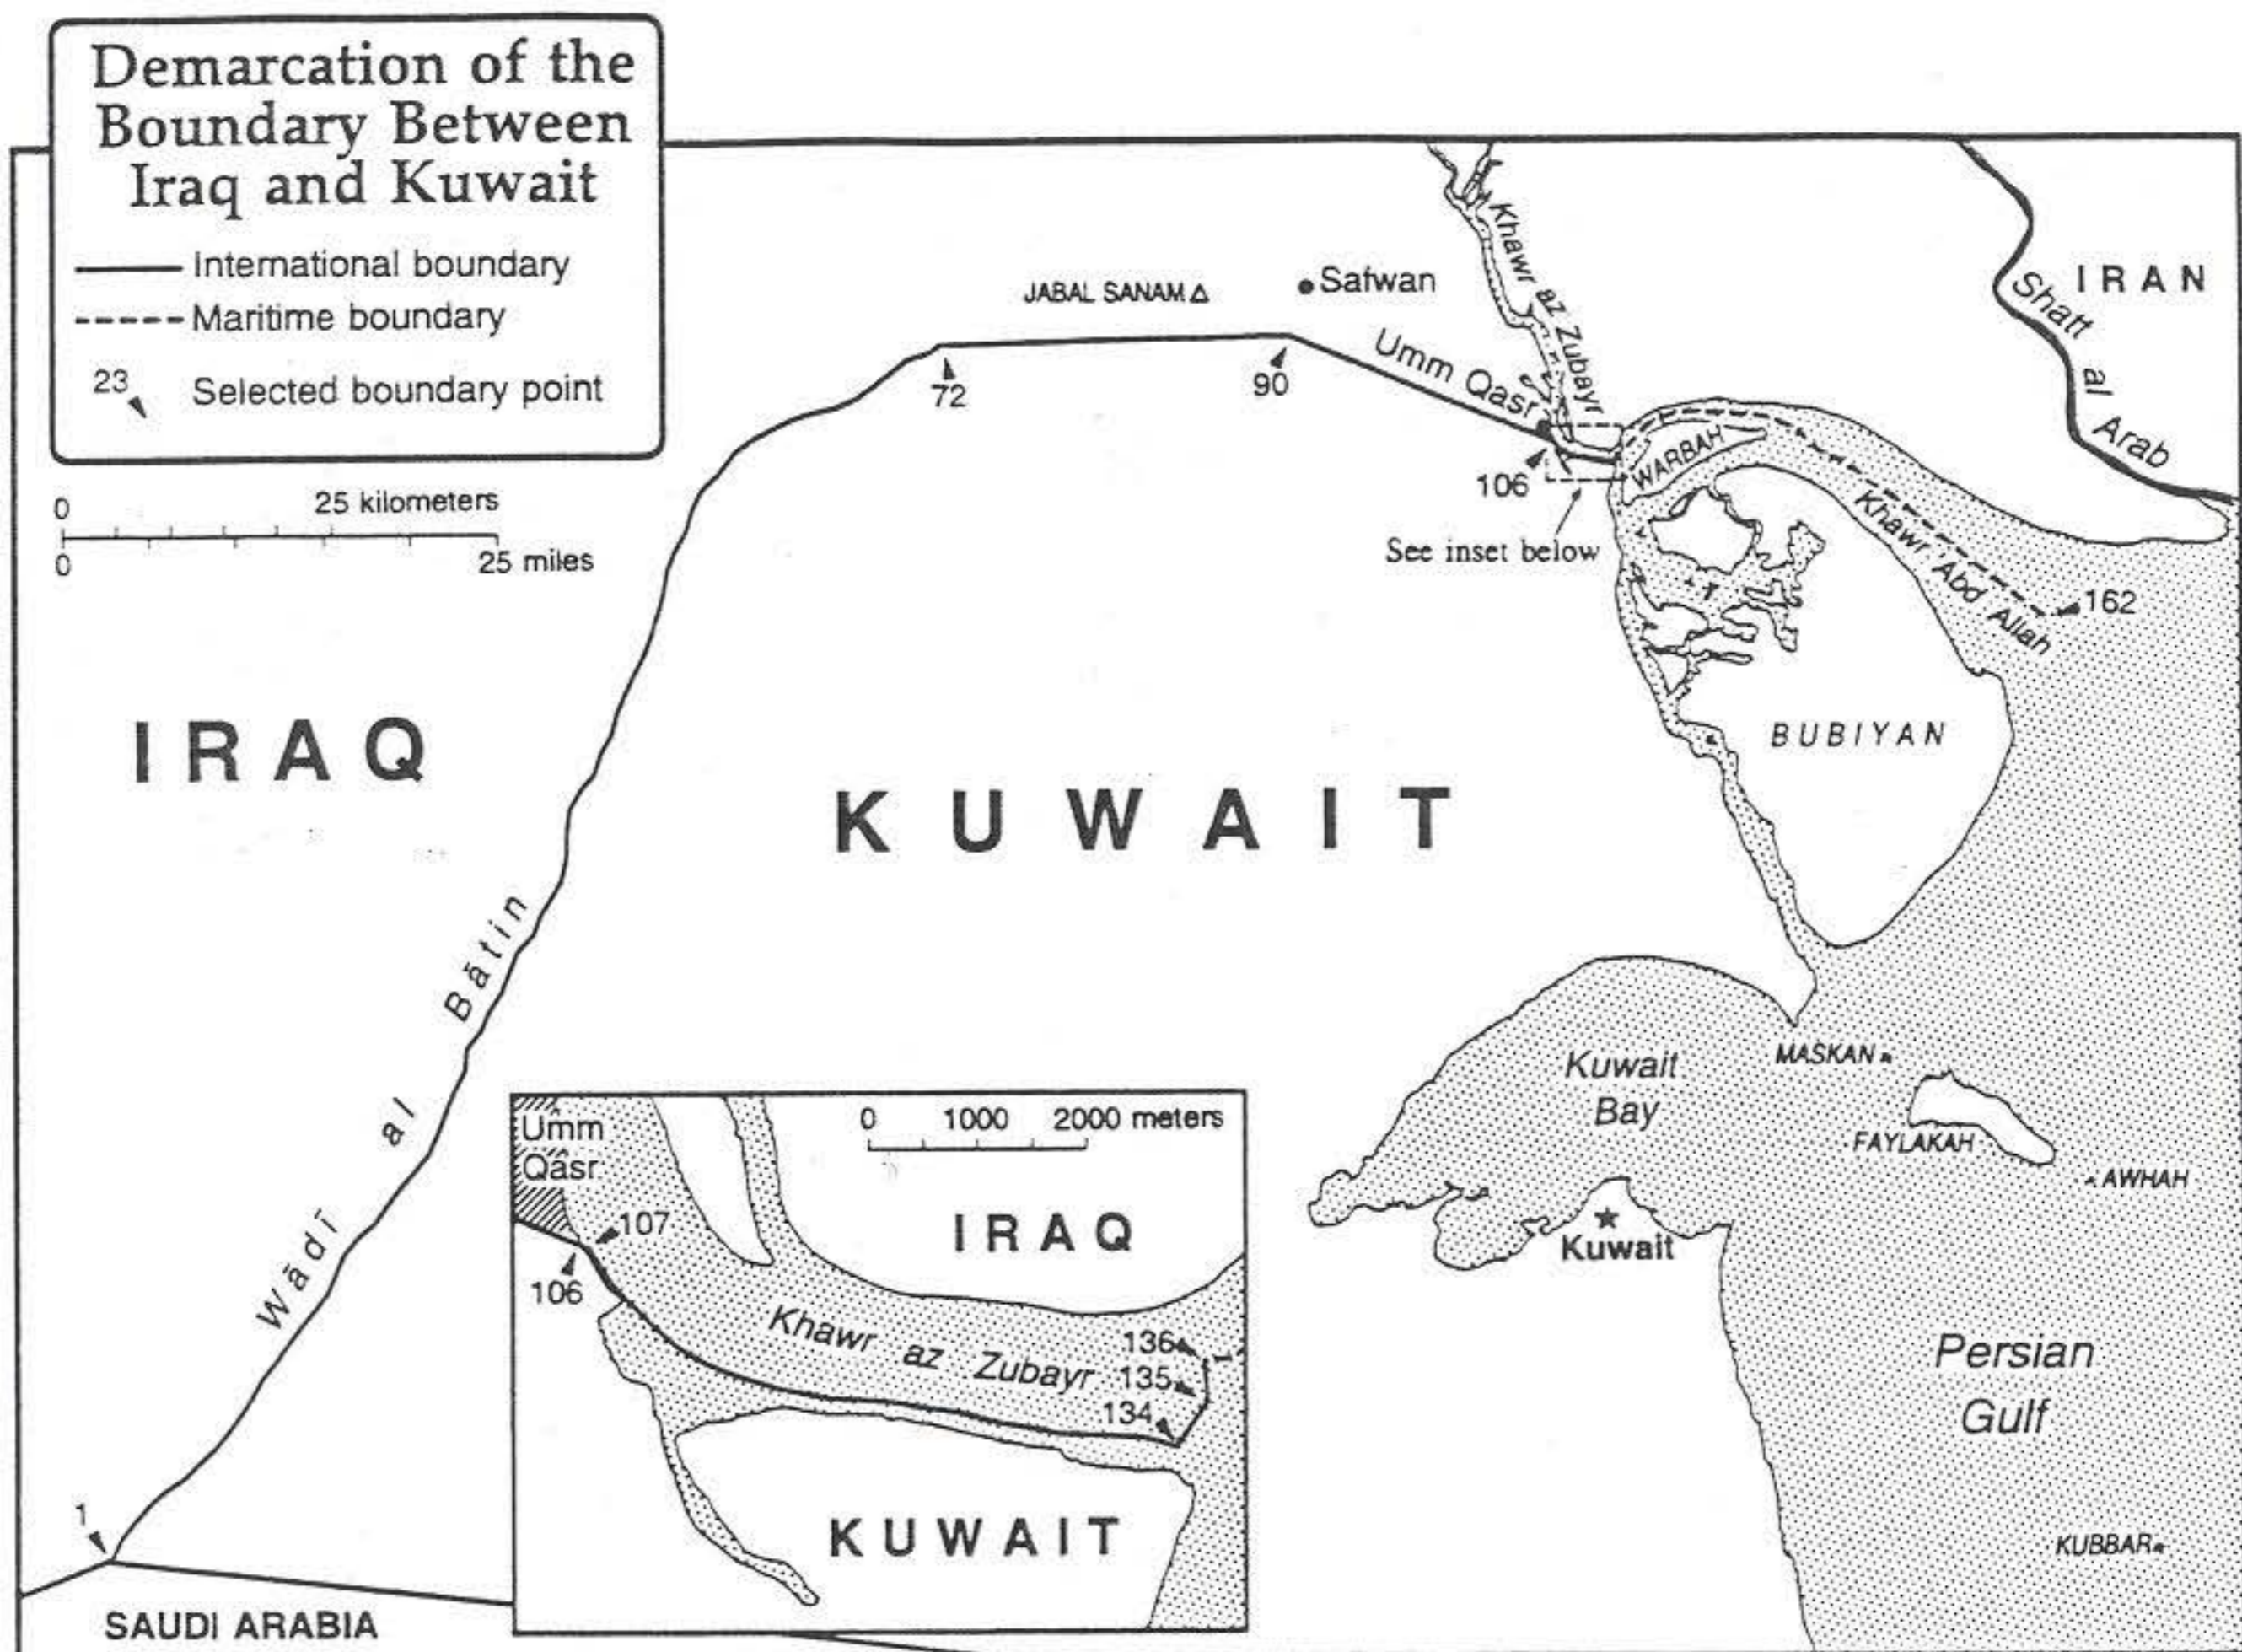 Demarcation of the
Boundary Between
Iraq and Kuwait
International boundary
Maritime boundary
23 Selected boundary point
0 25 kilometers
0 25 miles
JABAL SANAM
Safwan
Khawr az Zubayr
Umm Qasr
IRAN
Shatt al Arab
72
90
106
WARBAH
See inset below
Khawr 'Abd Allah
162
IRAQ
KUWAIT
BUBIYAN
Wādī al Bātin
Kuwait
Bay
MASKAN
FAYLAKAH
AWHAH
Kuwait
Persian
Gulf
KUBBAR
1
SAUDI ARABIA
Umm
Qasr
0 1000 2000 meters
IRAQ
107
106
Khawr az Zubayr
136
135
134
KUWAIT